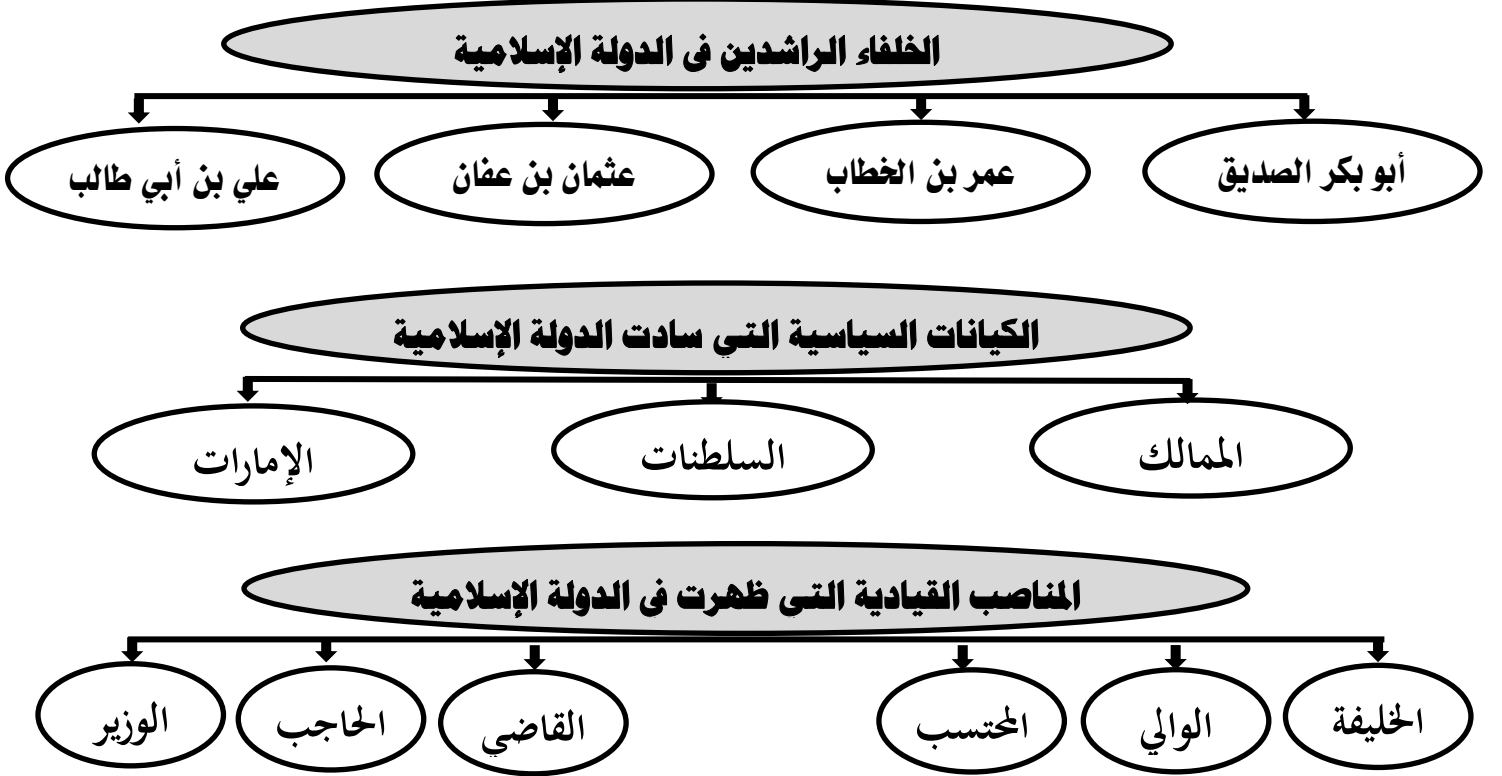 الخلفاء الراشدين فى الدولة الإسلامية
أبو بكر الصديق
عمر بن الخطاب
عثمان بن عفان
علي بن أبي طالب
الكيانات السياسية التي سادت الدولة الإسلامية
الممالك
السلطنات
الإمارات
المناصب القيادية التى ظهرت فى الدولة الإسلامية
الخليفة
الوالي
المحتسب
القاضي
الحاجب
الوزير